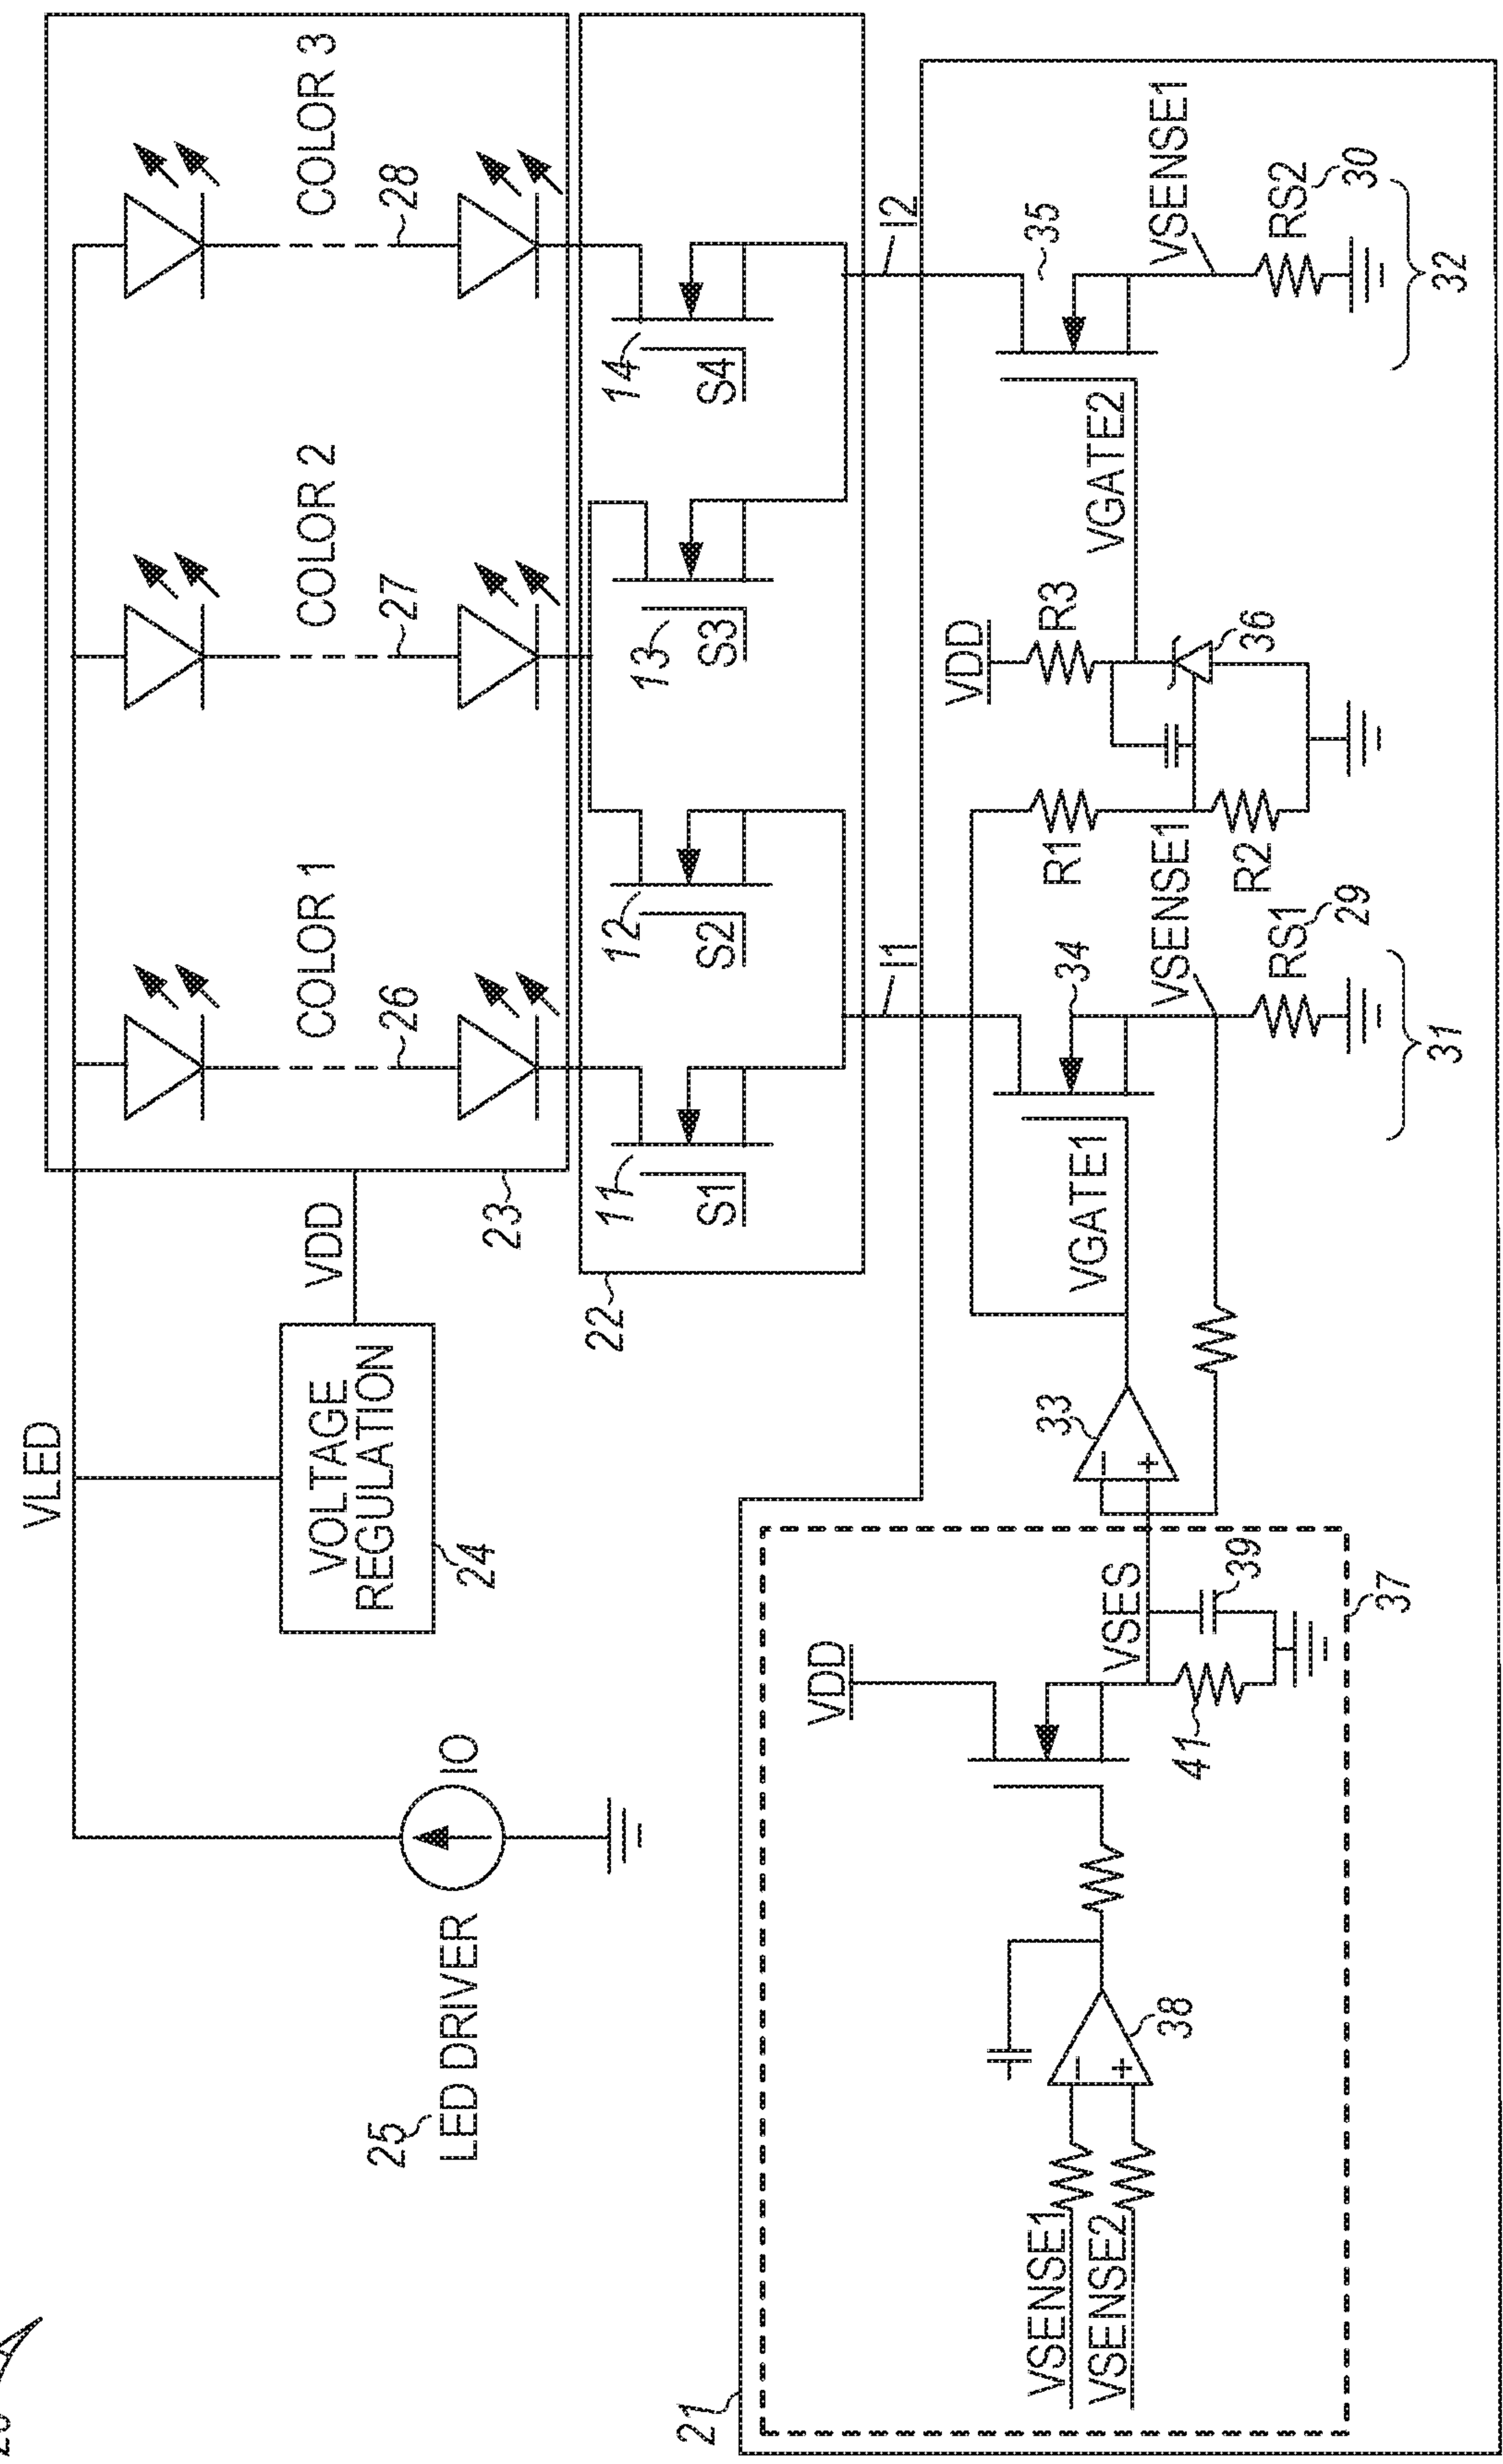 VLED
COLOR 1
COLOR 2
COLOR 3
26
27
28
VOLTAGE
REGULATION
24
VDD
23
25
LED DRIVER
IO
22
11
S1
12
S2
13
S3
14
S4
I1
I2
21
VDD
VSENSE1
VSENSE2
38
41
VSES
39
37
33
VGATE1
34
VSENSE1
RS1
29
31
R1
R2
VDD
R3
36
VGATE2
35
VSENSE1
RS2
30
32